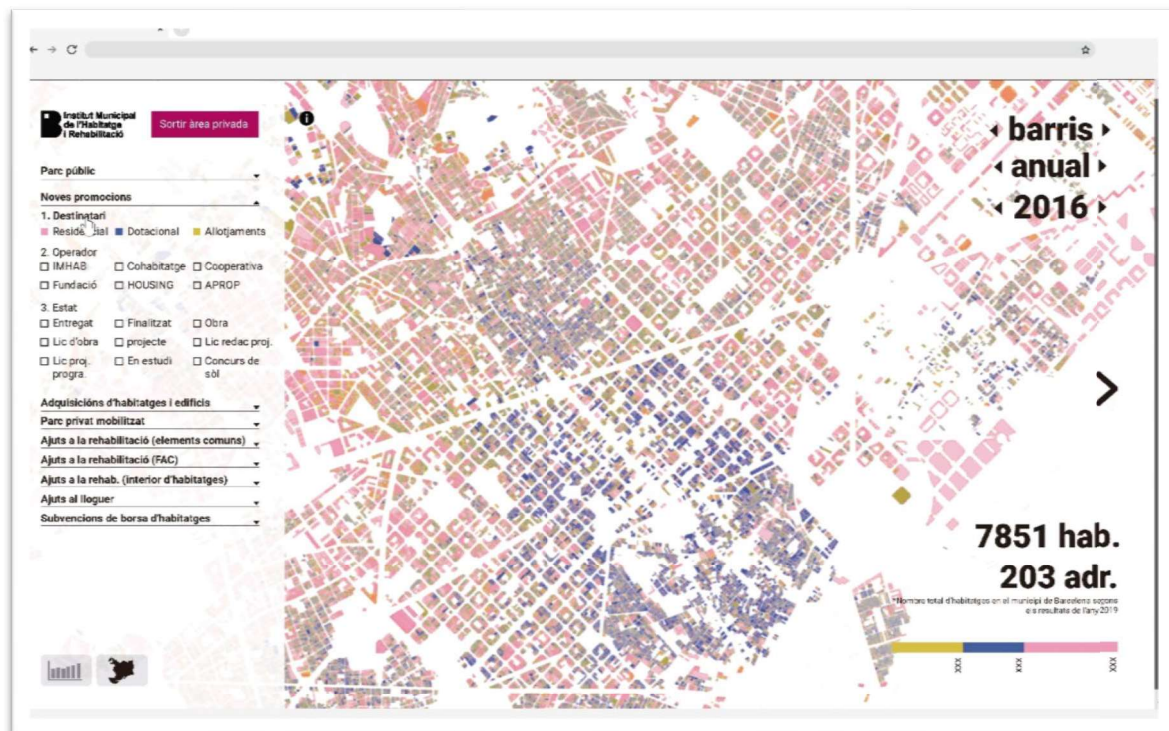 Institut Municipal
de l'Habitatge
i Rehabilitació
Sortir àrea privada
Parc públic
Noves promocions
1. Destinatari
Residencial Dotacional Allotjaments
2. Operador
IMHAB Cohabitatge Cooperativa
Fundació HOUSING APROP
3. Estat
Entregat Finalitzat Obra
Lic d'obra projecte Lic redac proj.
Lic proj. progra. En estudi Concurs de sòl
Adquisicións d'habitatges i edificis
Parc privat mobilitzat
Ajuts a la rehabilitació (elements comuns)
Ajuts a la rehabilitació (FAC)
Ajuts a la rehab. (interior d'habitatges)
Ajuts al lloguer
Subvencions de borsa d'habitatges
barris
anual
2016
7851 hab.
203 adr.
*Nombre total d'habitatges en el municipi de Barcelona segons
els resultats de l'any 2019
XXX XXX XXX